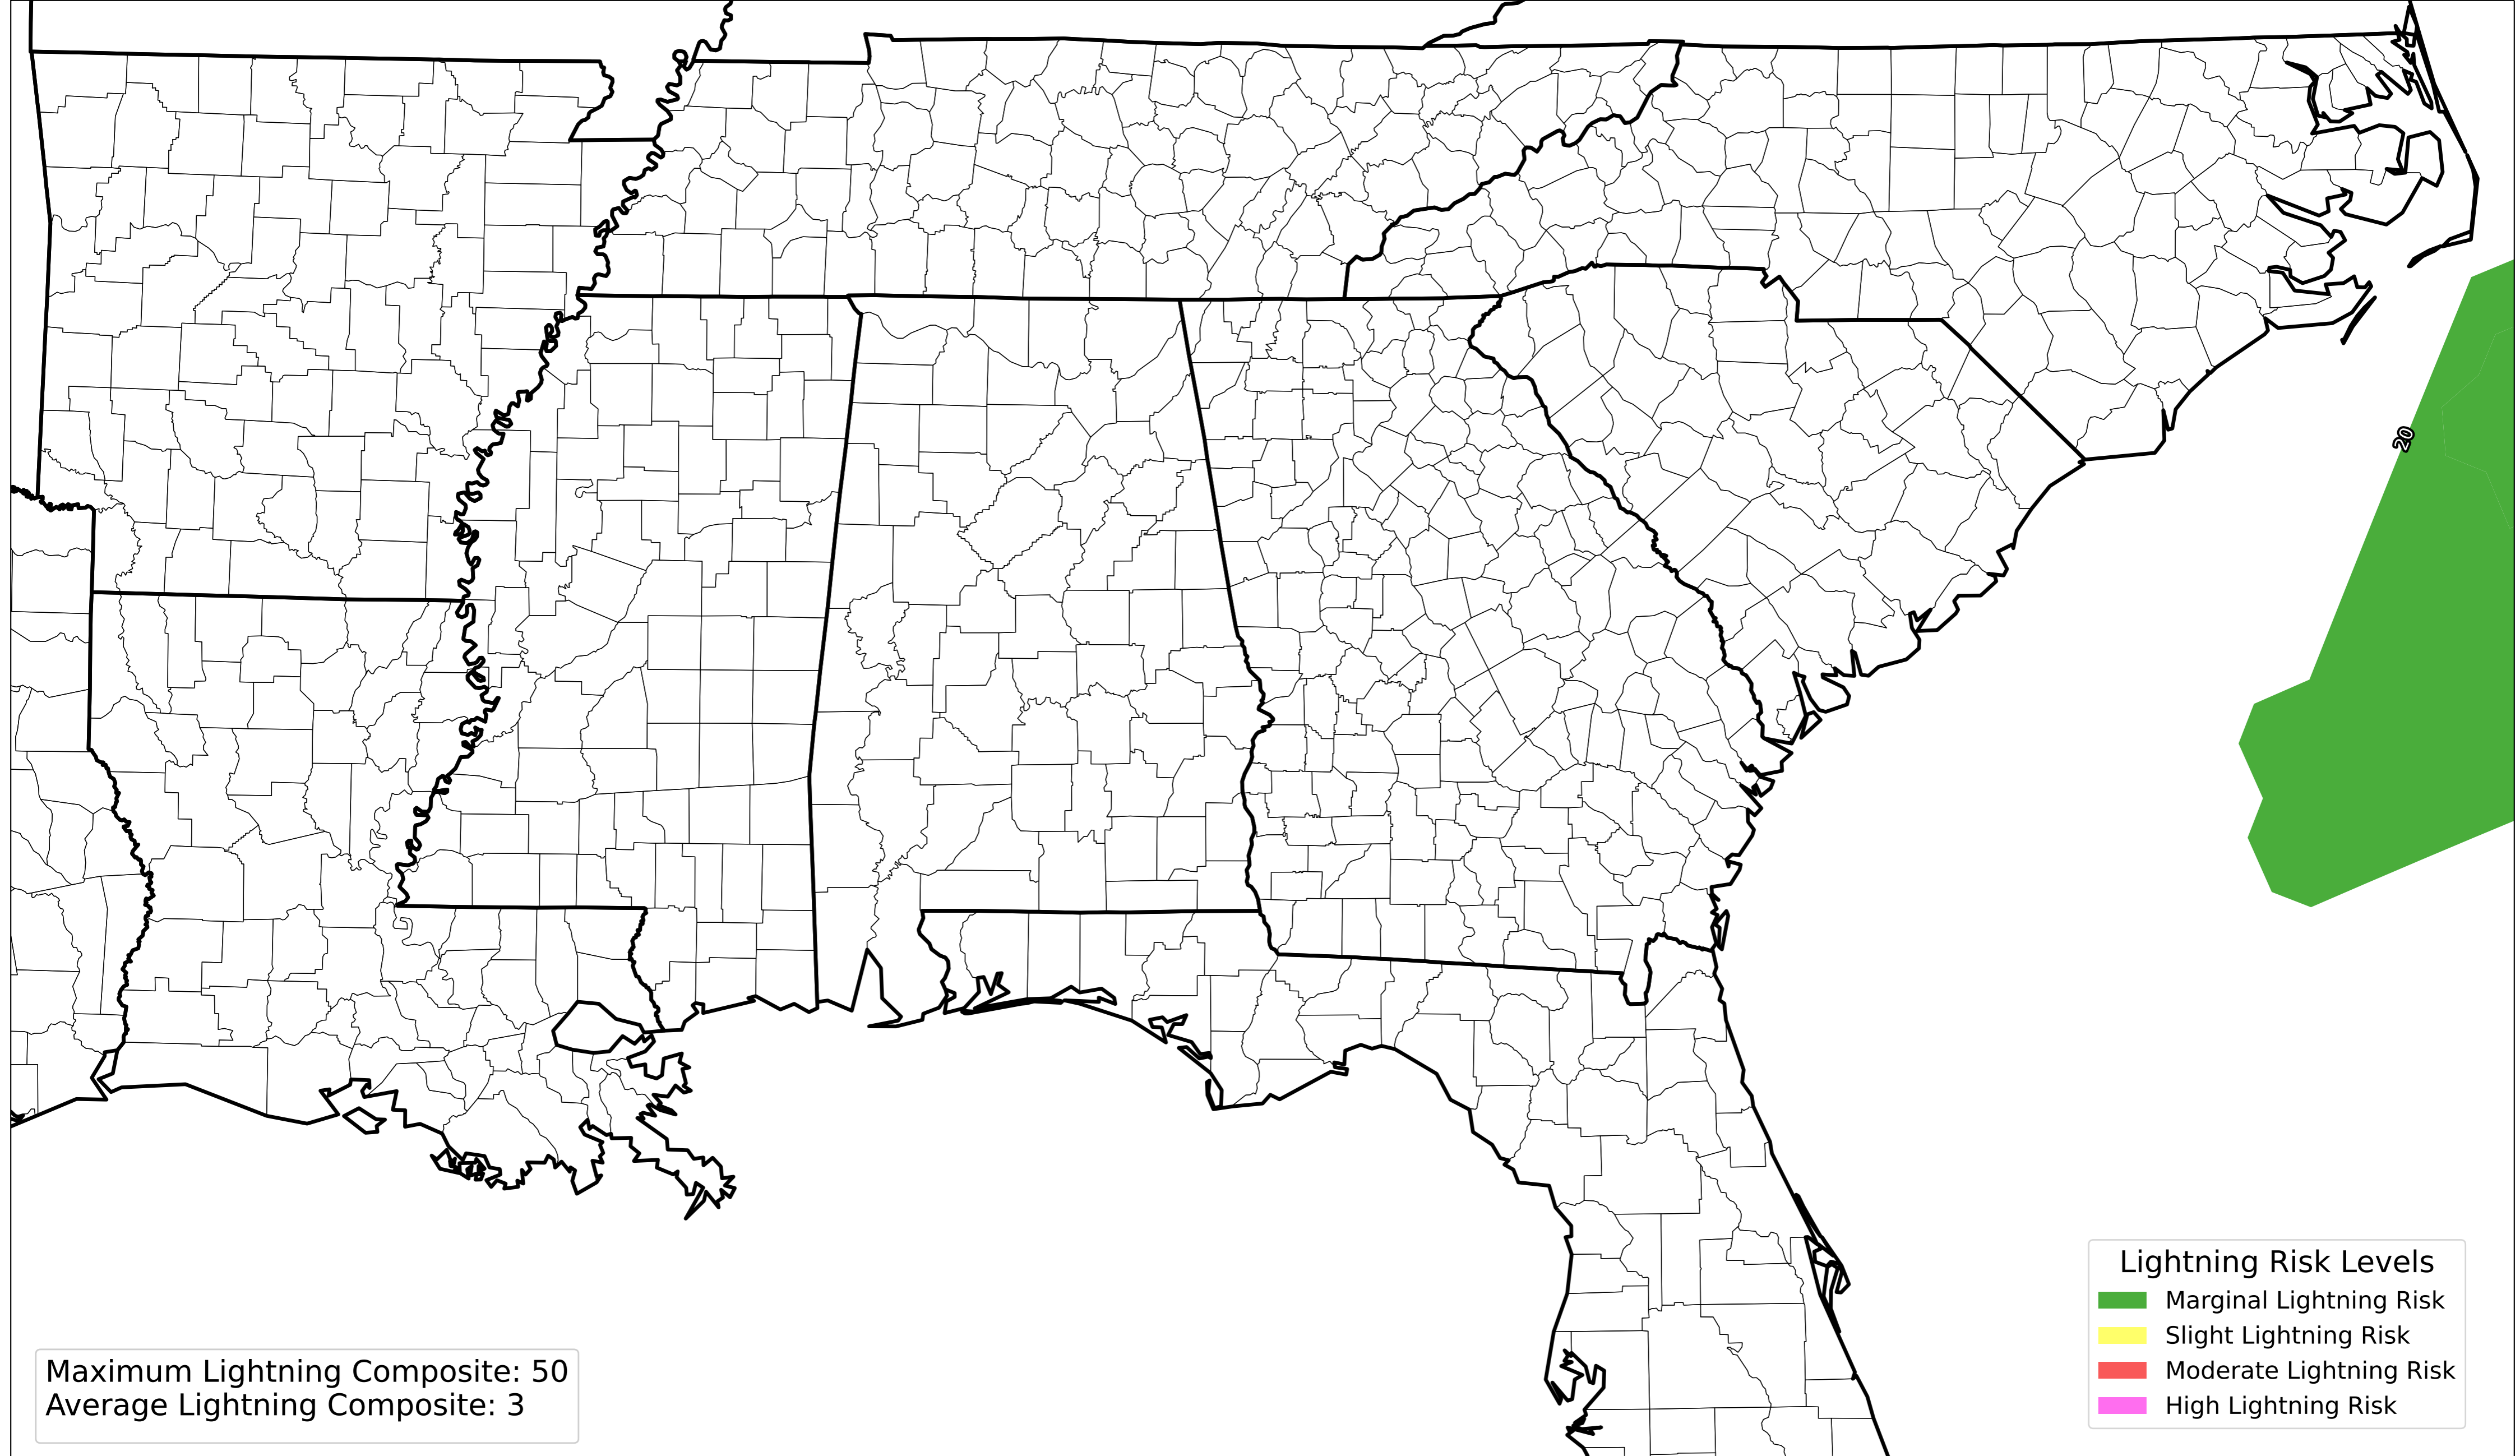 20
Lightning Risk Levels
Marginal Lightning Risk
Slight Lightning Risk
Moderate Lightning Risk
High Lightning Risk
Maximum Lightning Composite: 50
Average Lightning Composite: 3